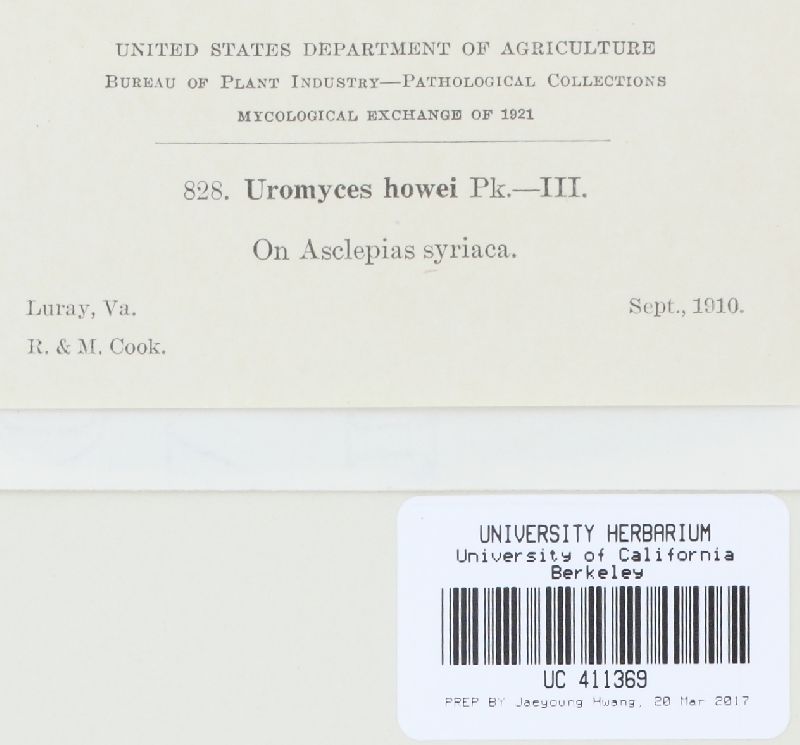 UNITED STATES DEPARTMENT OF AGRICULTURE
BUREAU OF PLANT INDUSTRY—PATHOLOGICAL COLLECTIONS
MYCOLOGICAL EXCHANGE OF 1921
828. Uromyces howei Pk.—III.
On Asclepias syriaca.
Luray, Va.
Sept., 1910.
R. & M. Cook.
UNIVERSITY HERBARIUM
University of California
Berkeley
UC 411369
PREP BY Jaeyoung Hwang, 20 Mar 2017